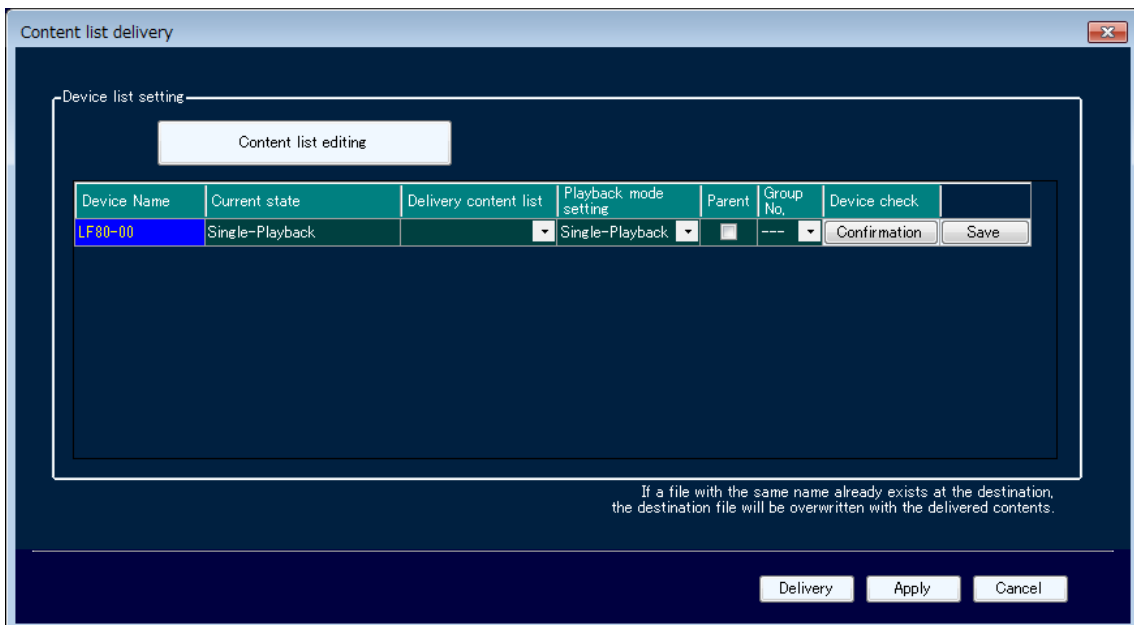 Content list delivery
Device list setting
Content list editing
Device Name Current state Delivery content list Playback mode setting Parent Group No, Device check
LF80-00 Single-Playback Single-Playback --- Confirmation Save
If a file with the same name already exists at the destination,
the destination file will be overwritten with the delivered contents.
Delivery Apply Cancel